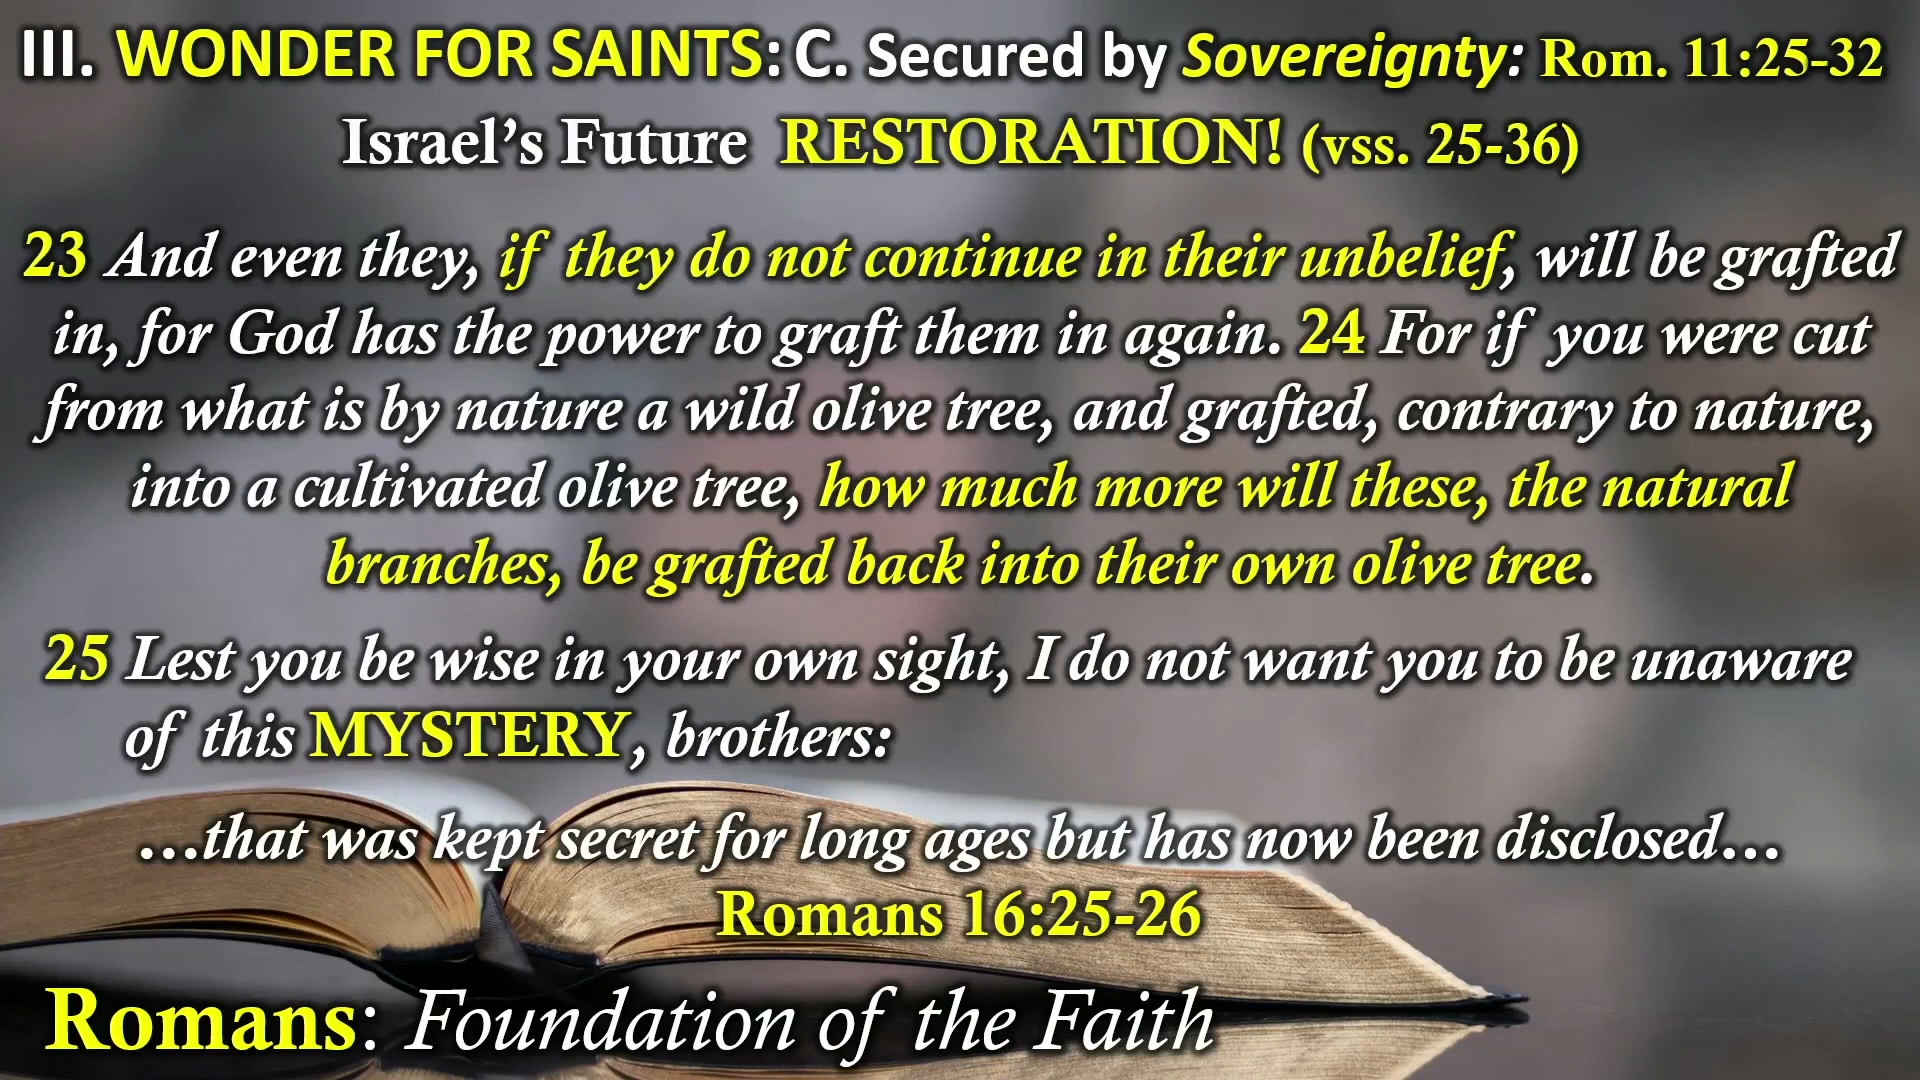 III. WONDER FOR SAINTS: C. Secured by Sovereignty: Rom. 11:25-32
Israel’s Future RESTORATION! (vss. 25-36)
23 And even they, if they do not continue in their unbelief, will be grafted
in, for God has the power to graft them in again. 24 For if you were cut
from what is by nature a wild olive tree, and grafted, contrary to nature,
into a cultivated olive tree, how much more will these, the natural
branches, be grafted back into their own olive tree.
25 Lest you be wise in your own sight, I do not want you to be unaware
of this MYSTERY, brothers:
…that was kept secret for long ages but has now been disclosed…
Romans 16:25-26
Romans: Foundation of the Faith